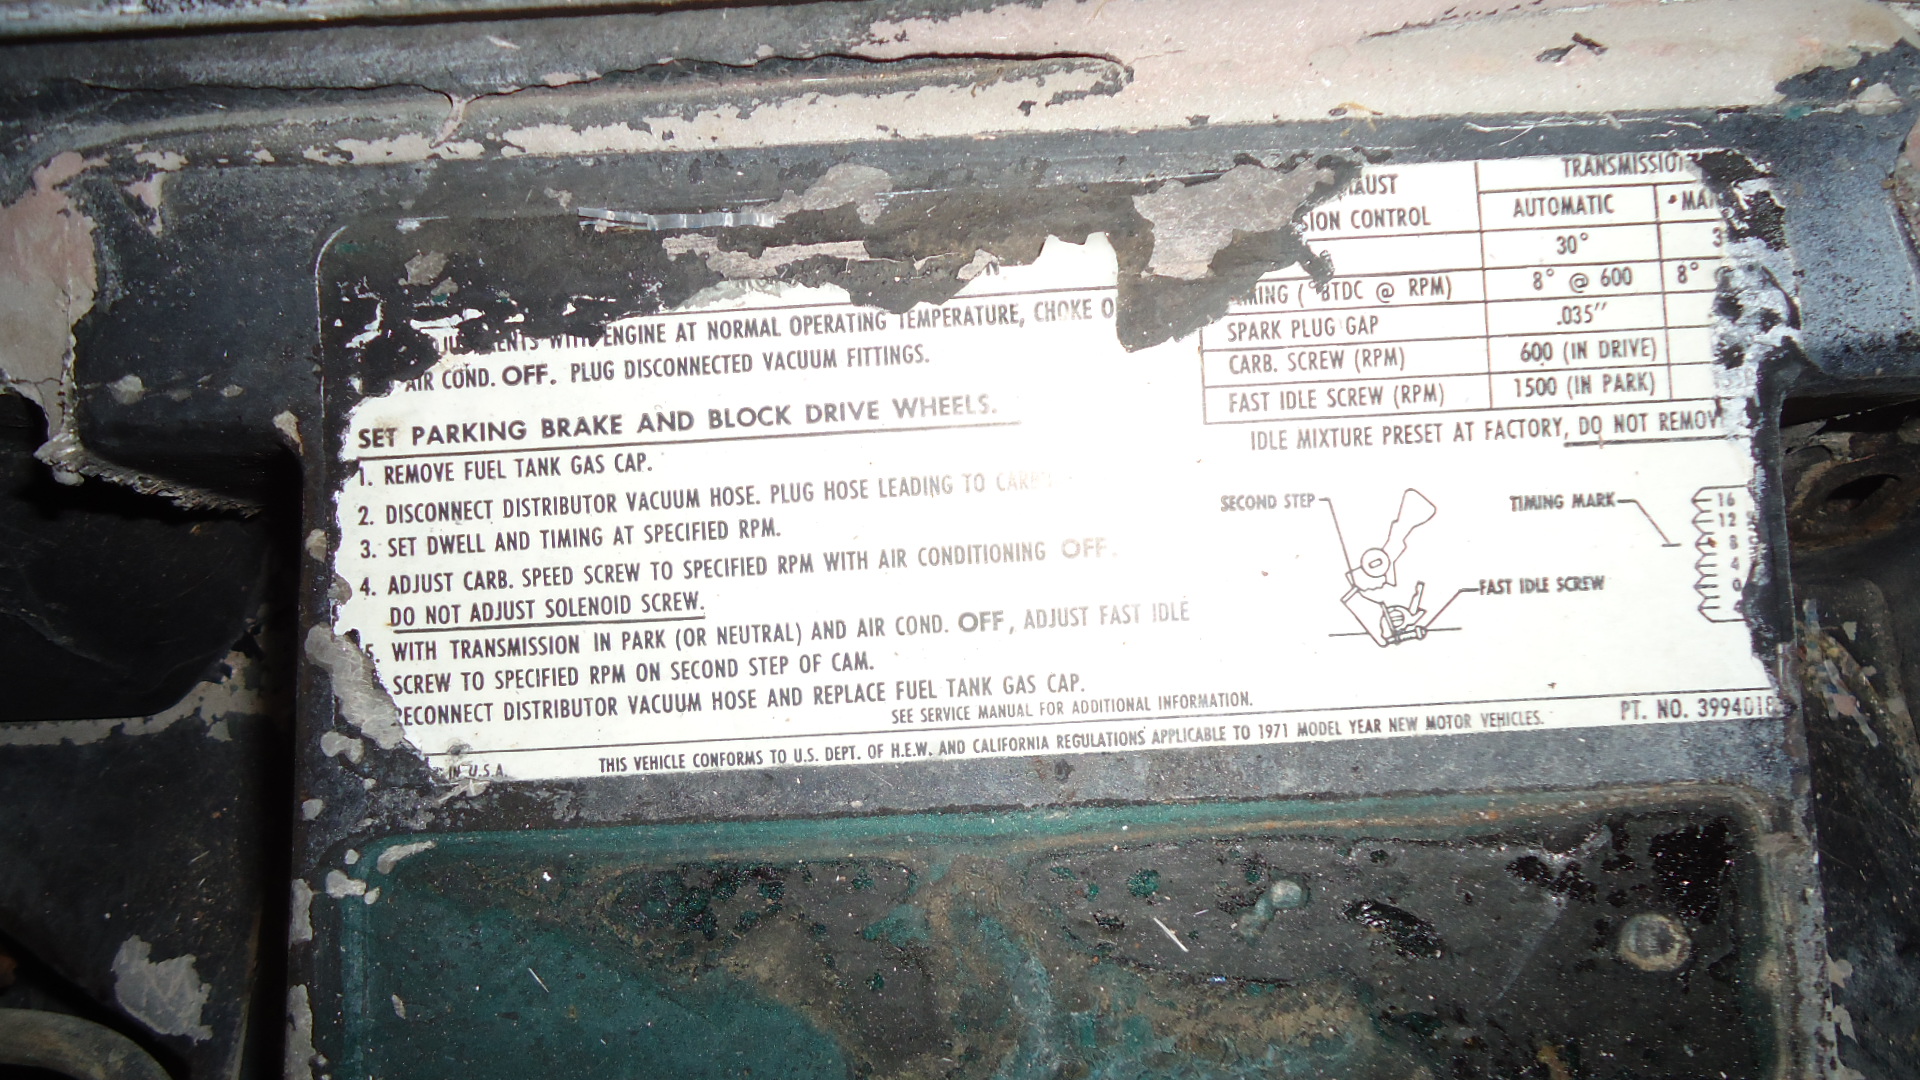 TRANSMISSION
CONTROL
AUTOMATIC
30°
(°BTDC @ RPM)
8° @ 600
8°
SPARK PLUG GAP
.035"
CARB. SCREW (RPM)
600 (IN DRIVE)
FAST IDLE SCREW (RPM)
1500 (IN PARK)
IDLE MIXTURE PRESET AT FACTORY, DO NOT REMOV
WITH ENGINE AT NORMAL OPERATING TEMPERATURE, CHOKE O
AIR COND. OFF. PLUG DISCONNECTED VACUUM FITTINGS.
SET PARKING BRAKE AND BLOCK DRIVE WHEELS.
1. REMOVE FUEL TANK GAS CAP.
2. DISCONNECT DISTRIBUTOR VACUUM HOSE. PLUG HOSE LEADING TO CARB
3. SET DWELL AND TIMING AT SPECIFIED RPM.
4. ADJUST CARB. SPEED SCREW TO SPECIFIED RPM WITH AIR CONDITIONING OFF.
DO NOT ADJUST SOLENOID SCREW.
5. WITH TRANSMISSION IN PARK (OR NEUTRAL) AND AIR COND. OFF, ADJUST FAST IDLE
SCREW TO SPECIFIED RPM ON SECOND STEP OF CAM.
RECONNECT DISTRIBUTOR VACUUM HOSE AND REPLACE FUEL TANK GAS CAP.
SEE SERVICE MANUAL FOR ADDITIONAL INFORMATION.
SECOND STEP
FAST IDLE SCREW
TIMING MARK
16
12
8
4
0
PT. NO. 3994018
IN U.S.A.
THIS VEHICLE CONFORMS TO U.S. DEPT. OF H.E.W. AND CALIFORNIA REGULATIONS APPLICABLE TO 1971 MODEL YEAR NEW MOTOR VEHICLES.